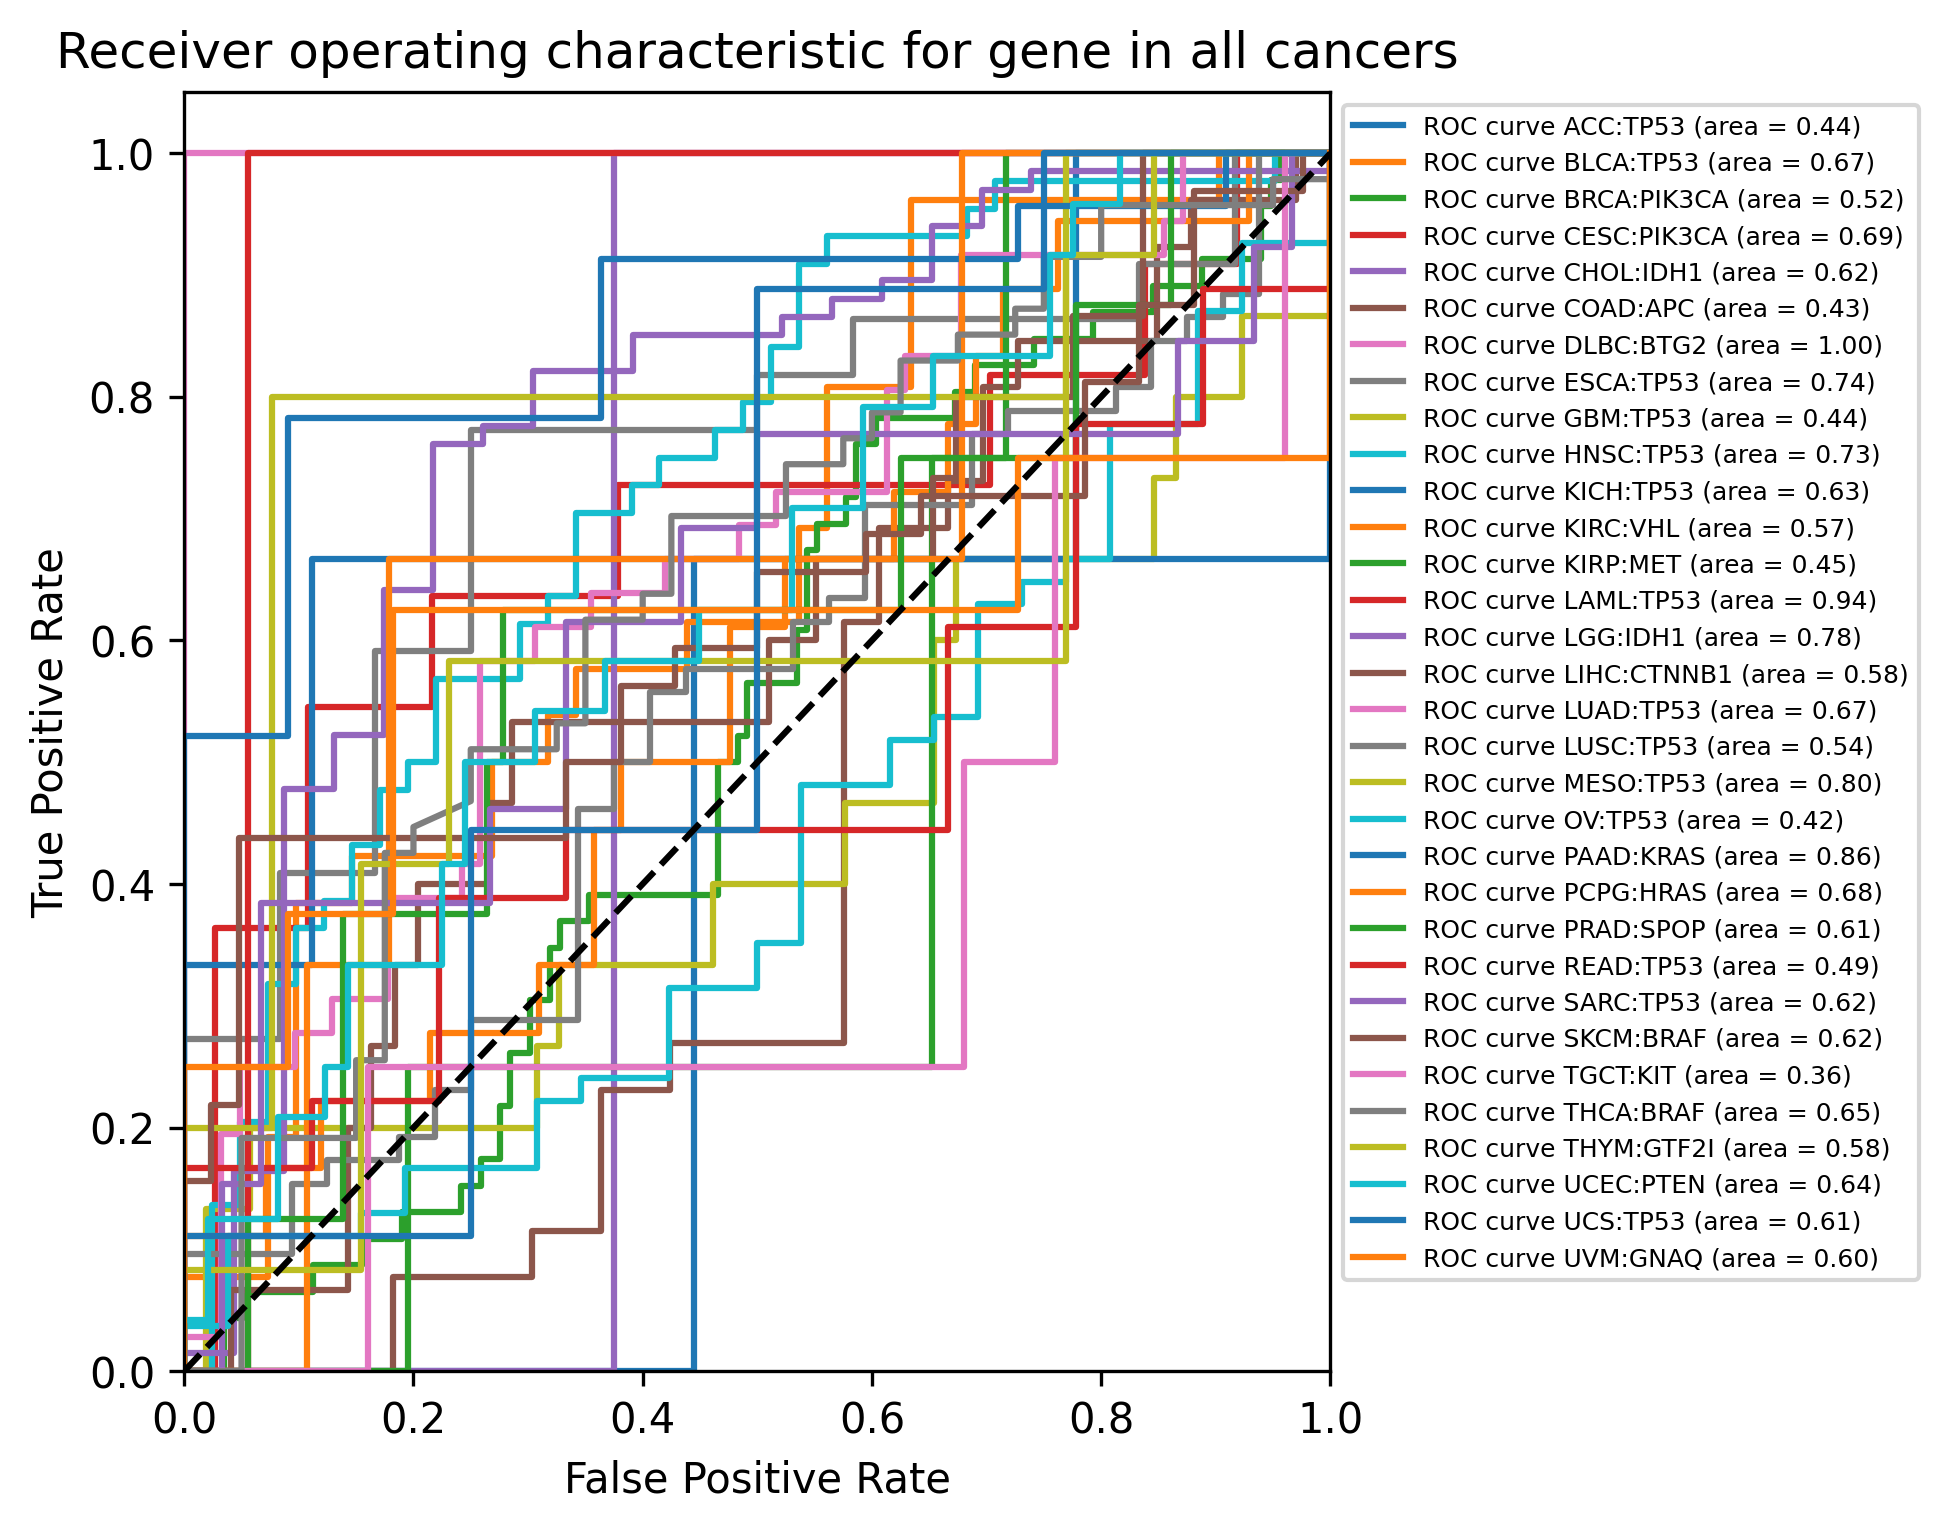 Receiver operating characteristic for gene in all cancers
True Positive Rate
1.0
0.8
0.6
0.4
0.2
0.0
0.0 0.2 0.4 0.6 0.8 1.0
False Positive Rate
ROC curve ACC:TP53 (area = 0.44)
ROC curve BLCA:TP53 (area = 0.67)
ROC curve BRCA:PIK3CA (area = 0.52)
ROC curve CESC:PIK3CA (area = 0.69)
ROC curve CHOL:IDH1 (area = 0.62)
ROC curve COAD:APC (area = 0.43)
ROC curve DLBC:BTG2 (area = 1.00)
ROC curve ESCA:TP53 (area = 0.74)
ROC curve GBM:TP53 (area = 0.44)
ROC curve HNSC:TP53 (area = 0.73)
ROC curve KICH:TP53 (area = 0.63)
ROC curve KIRC:VHL (area = 0.57)
ROC curve KIRP:MET (area = 0.45)
ROC curve LAML:TP53 (area = 0.94)
ROC curve LGG:IDH1 (area = 0.78)
ROC curve LIHC:CTNNB1 (area = 0.58)
ROC curve LUAD:TP53 (area = 0.67)
ROC curve LUSC:TP53 (area = 0.54)
ROC curve MESO:TP53 (area = 0.80)
ROC curve OV:TP53 (area = 0.42)
ROC curve PAAD:KRAS (area = 0.86)
ROC curve PCPG:HRAS (area = 0.68)
ROC curve PRAD:SPOP (area = 0.61)
ROC curve READ:TP53 (area = 0.49)
ROC curve SARC:TP53 (area = 0.62)
ROC curve SKCM:BRAF (area = 0.62)
ROC curve TGCT:KIT (area = 0.36)
ROC curve THCA:BRAF (area = 0.65)
ROC curve THYM:GTF2I (area = 0.58)
ROC curve UCEC:PTEN (area = 0.64)
ROC curve UCS:TP53 (area = 0.61)
ROC curve UVM:GNAQ (area = 0.60)